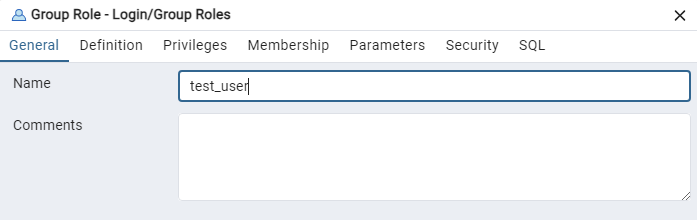 Group Role - Login/Group Roles
General Definition Privileges Membership Parameters Security SQL
Name test_user
Comments